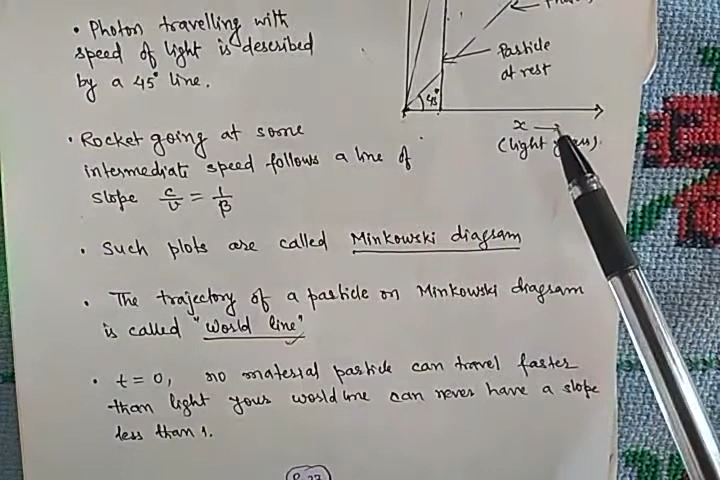 • Photon travelling with
speed of light is described
by a 45° line.
Particle
at rest
45°
x →
(light
• Rocket going at some
intermediate speed follows a line of
slope c/v = 1/β
• Such plots are called Minkowski diagram
• The trajectory of a particle on Minkowski diagram
is called "World line"
• t = 0, no material particle can travel faster
than light your worldline can never have a slope
less than 1.